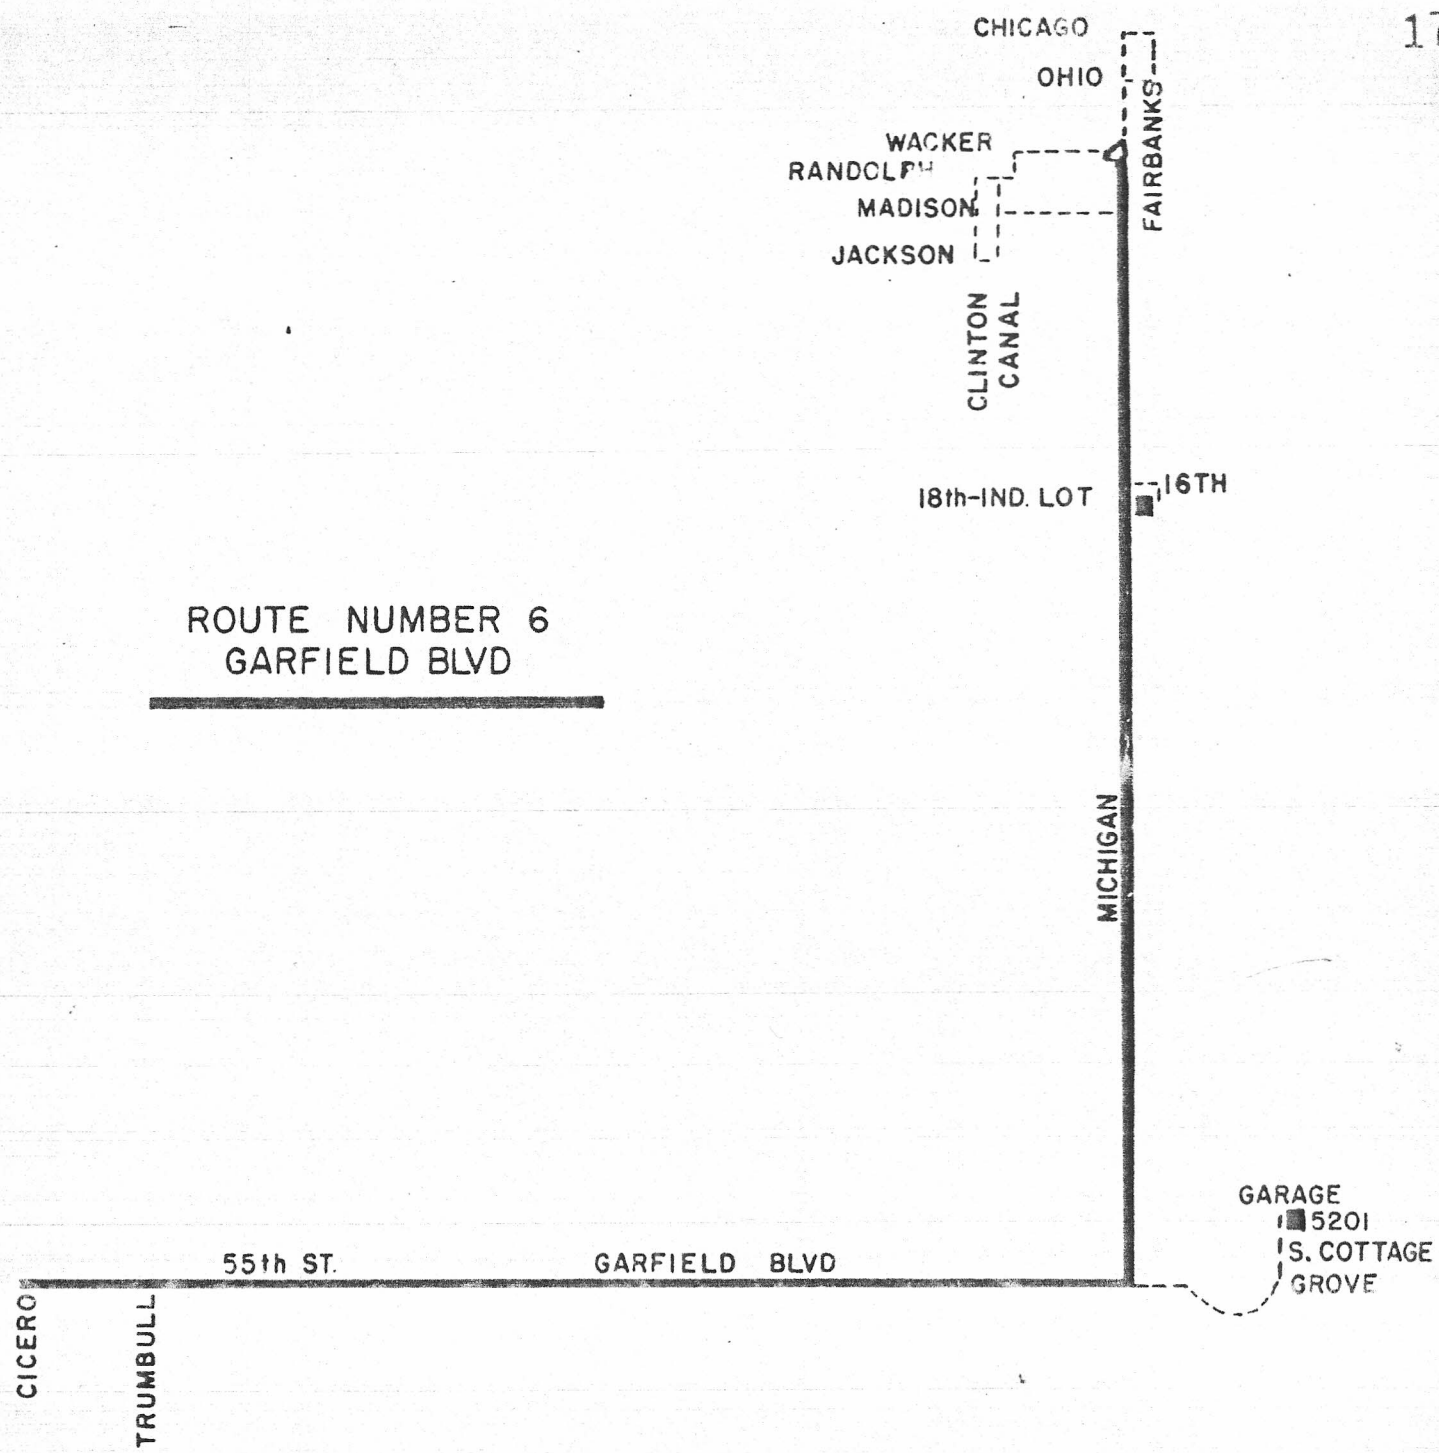 CHICAGO
17
OHIO
FAIRBANKS
WACKER
RANDOLPH
MADISON
JACKSON
CLINTON
CANAL
18th-IND. LOT
16TH
ROUTE NUMBER 6
GARFIELD BLVD
MICHIGAN
GARAGE
5201
S. COTTAGE
GROVE
55th ST.
GARFIELD BLVD
CICERO
TRUMBULL